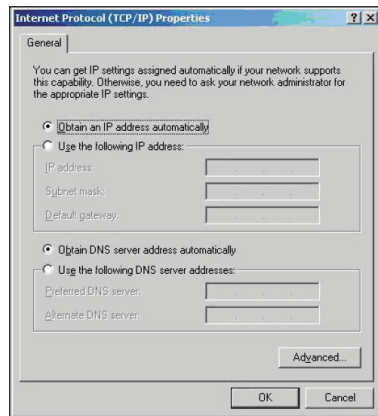 Internet Protocol (TCP/IP) Properties
General
You can get IP settings assigned automatically if your network supports
this capability. Otherwise, you need to ask your network administrator for
the appropriate IP settings.
Obtain an IP address automatically
Use the following IP address:
IP address:
Subnet mask:
Default gateway:
Obtain DNS server address automatically
Use the following DNS server addresses:
Preferred DNS server:
Alternate DNS server:
Advanced...
OK
Cancel